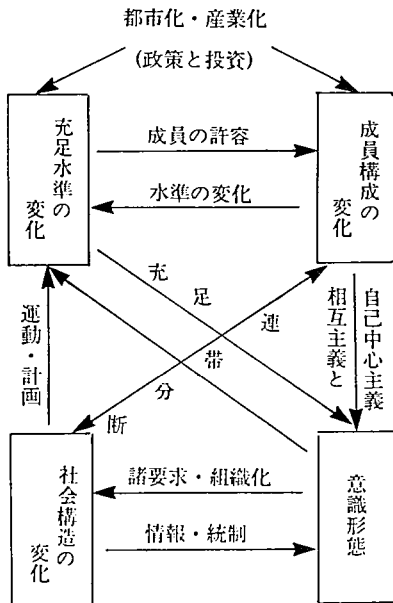 都市化・産業化
(政策と投資)
充足水準の
変化
成員の許容
水準の変化
成員構成の
変化
充足
連帯
分断
運動・計画
自己中心主義
相互主義と
社会構造の
変化
諸要求・組織化
情報・統制
意識形態